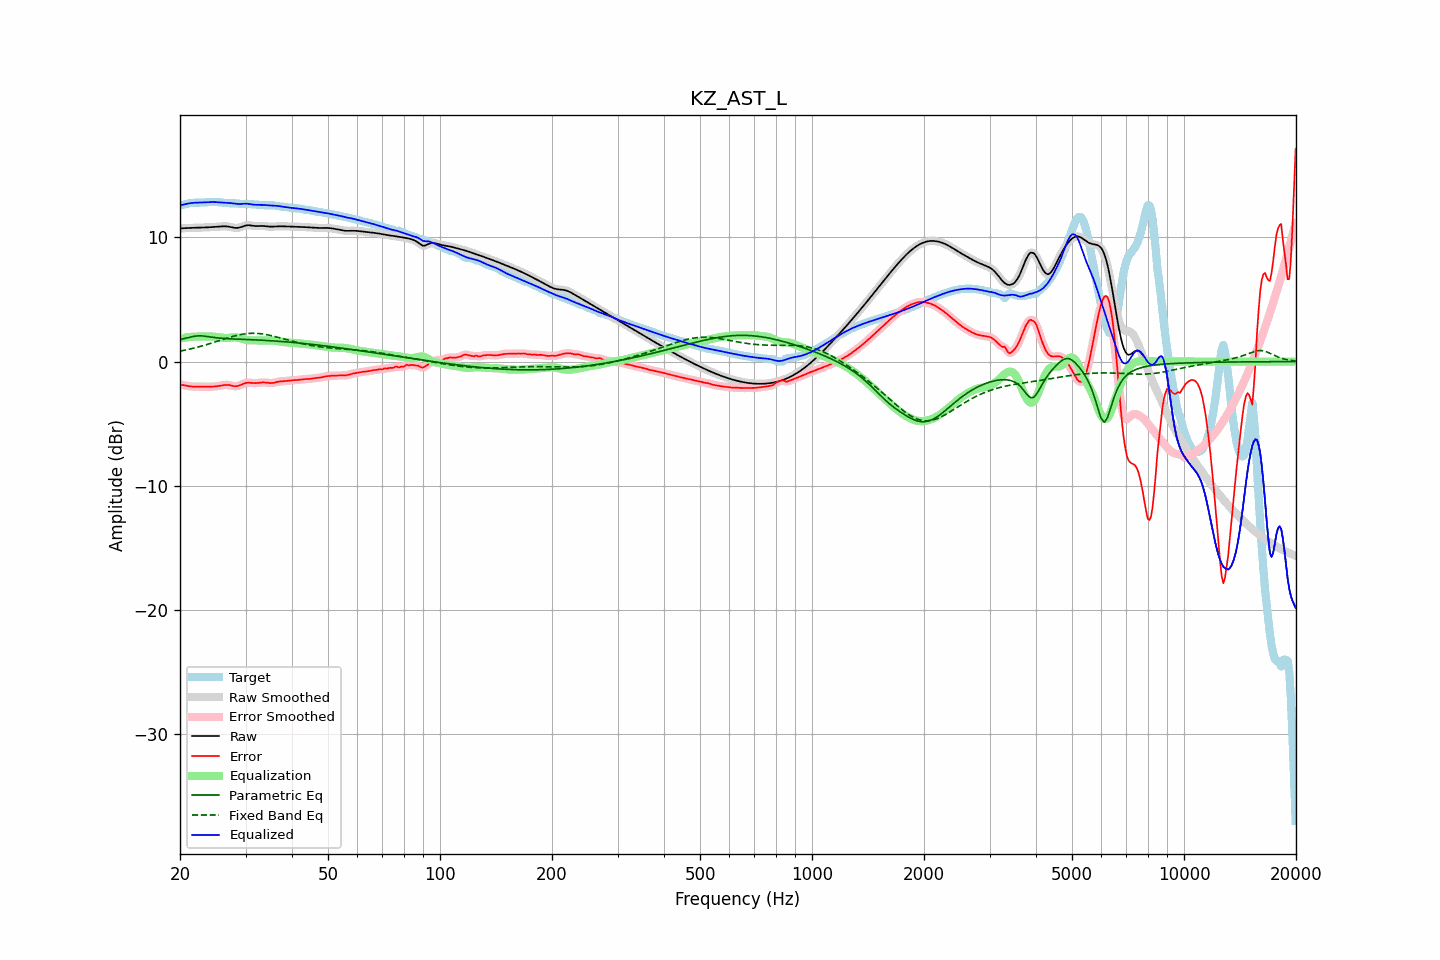 KZ_AST_L
Amplitude (dBr)
10
0
−10
−20
−30
Target
Raw Smoothed
Error Smoothed
Raw
Error
Equalization
Parametric Eq
Fixed Band Eq
Equalized
20 50 100 200 500 1000 2000 5000 10000 20000
Frequency (Hz)